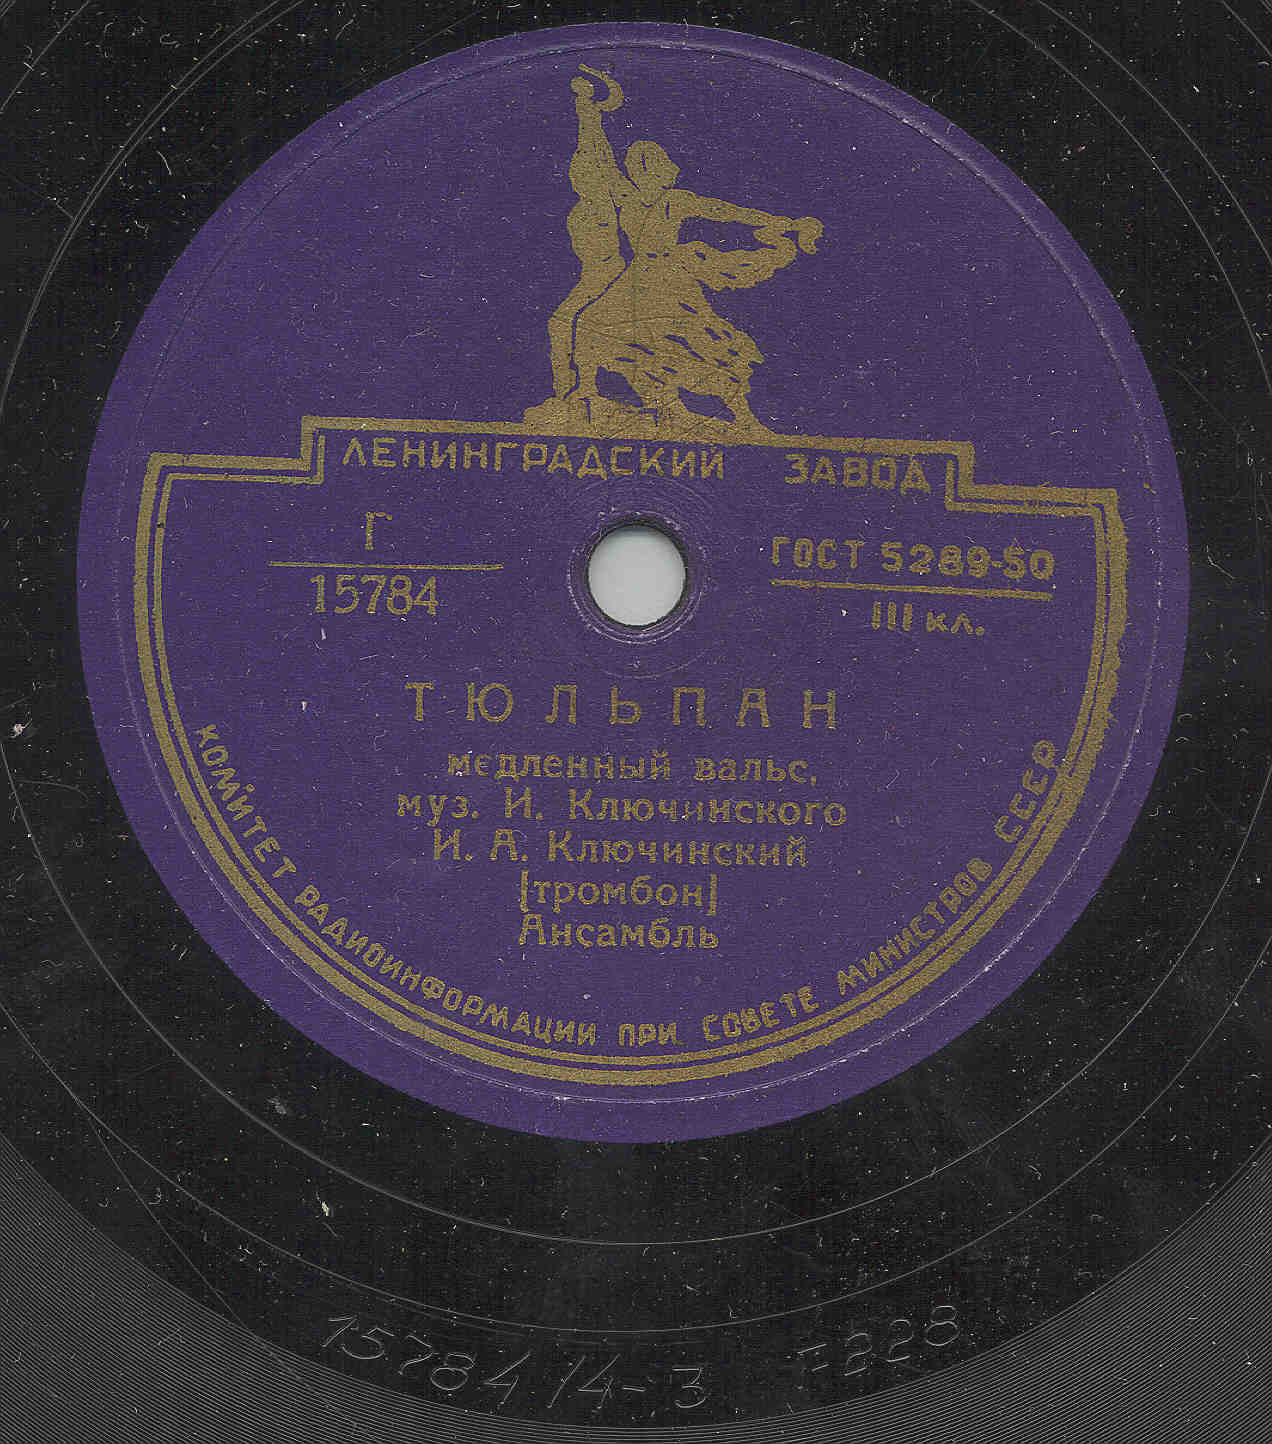 ЛЕНИНГРАДСКИЙ ЗАВОД
Г
15784
ГОСТ 5289-50
III кл.
ТЮЛЬПАН
медленный вальс,
муз. И. Ключинского
И. А. Ключинский
[тромбон]
Ансамбль
КОМИТЕТ РАДИОИНФОРМАЦИИ ПРИ СОВЕТЕ МИНИСТРОВ СССР
15784/4-3 F228